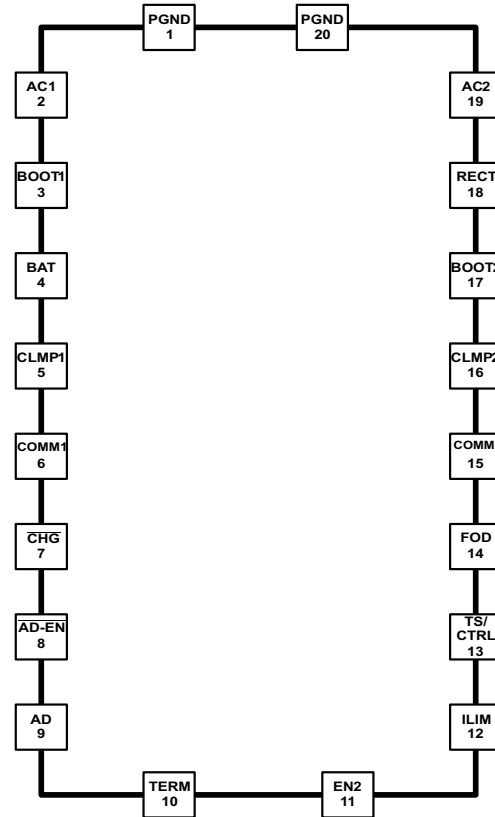 PGND
1
PGND
20
AC1
2
AC2
19
BOOT1
3
RECT
18
BAT
4
BOOT2
17
CLMP1
5
CLMP2
16
COMM1
6
COMM
15
CHG
7
FOD
14
AD-EN
8
TS/
CTRL
13
AD
9
ILIM
12
TERM
10
EN2
11